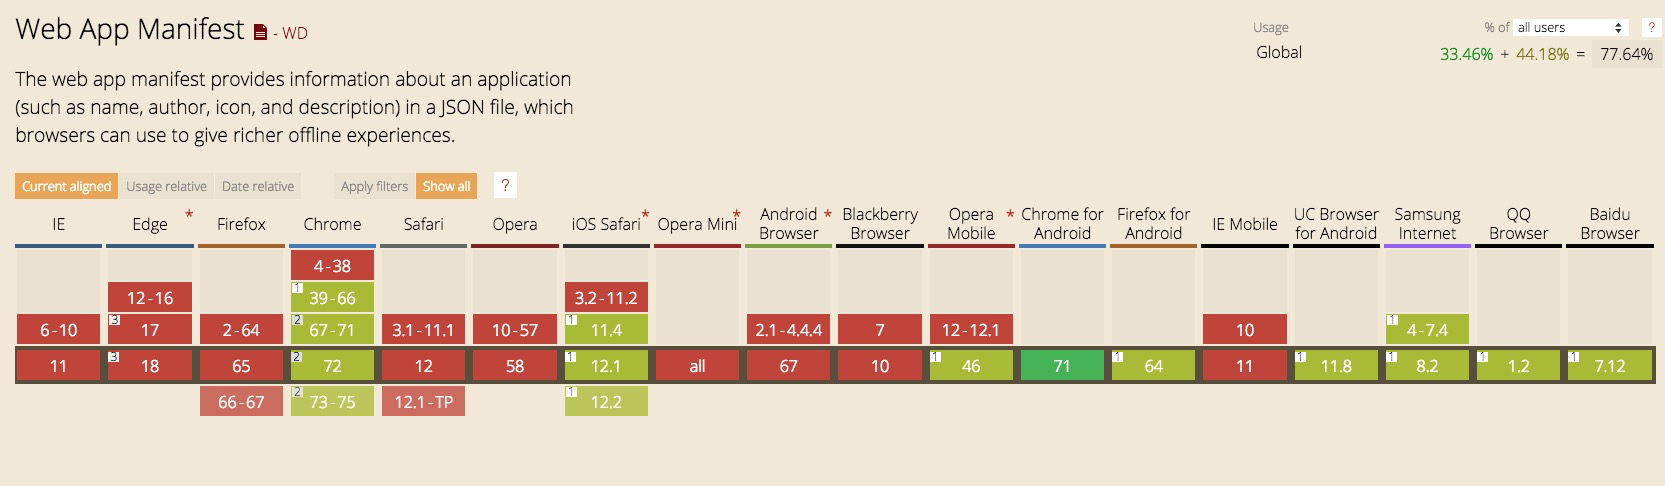 Web App Manifest - WD
Usage % of all users ?
Global 33.46% + 44.18% = 77.64%
The web app manifest provides information about an application
(such as name, author, icon, and description) in a JSON file, which
browsers can use to give richer offline experiences.
Current aligned Usage relative Date relative Apply filters Show all ?
IE Edge * Firefox Chrome Safari Opera iOS Safari * Opera Mini * Android Browser * Blackberry Browser Opera Mobile * Chrome for Android Firefox for Android IE Mobile UC Browser for Android Samsung Internet QQ Browser Baidu Browser
4-38
12-16 1 39-66 3.2-11.2
6-10 3 17 2-64 2 67-71 3.1-11.1 10-57 1 11.4 2.1-4.4.4 7 12-12.1 10 1 4-7.4
11 3 18 65 2 72 12 58 1 12.1 all 67 10 1 46 71 1 64 11 1 11.8 1 8.2 1 1.2 1 7.12
66-67 2 73-75 12.1-TP 1 12.2